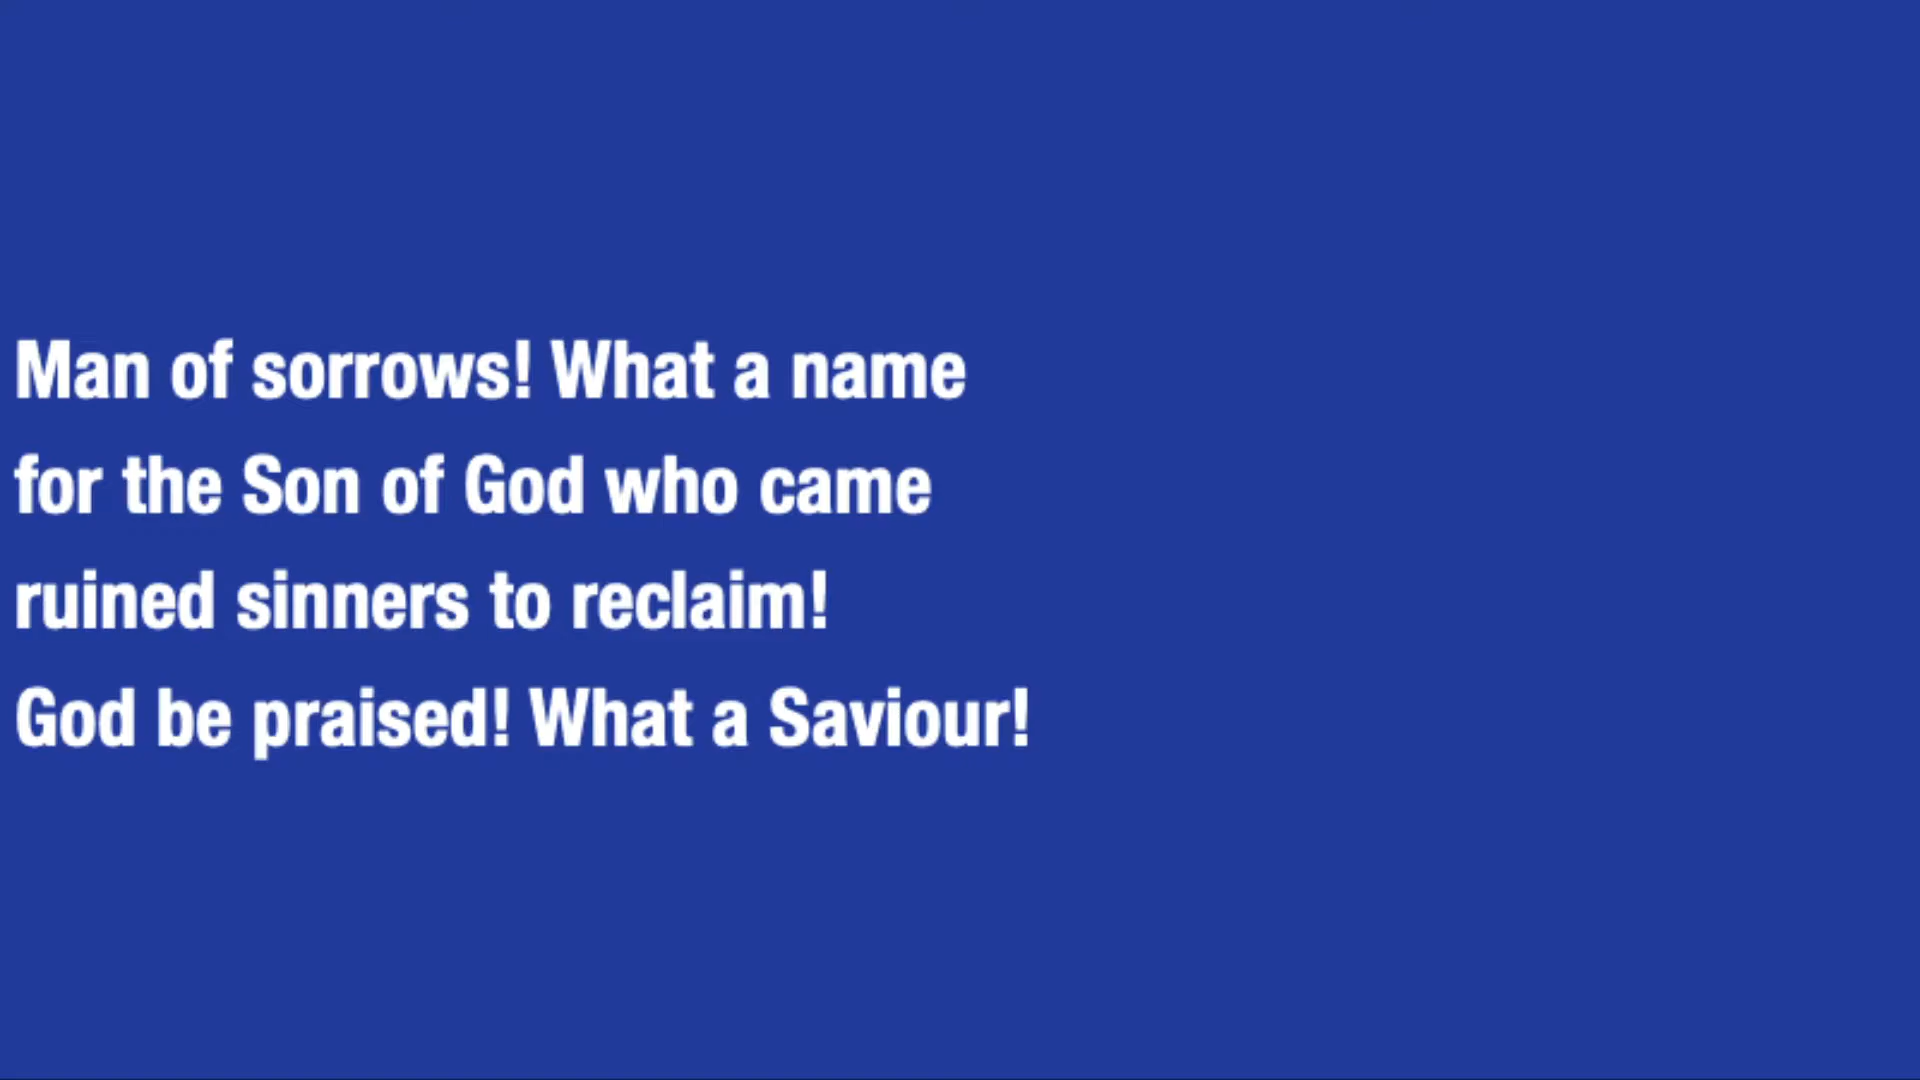 Man of sorrows! What a name
for the Son of God who came
ruined sinners to reclaim!
God be praised! What a Saviour!